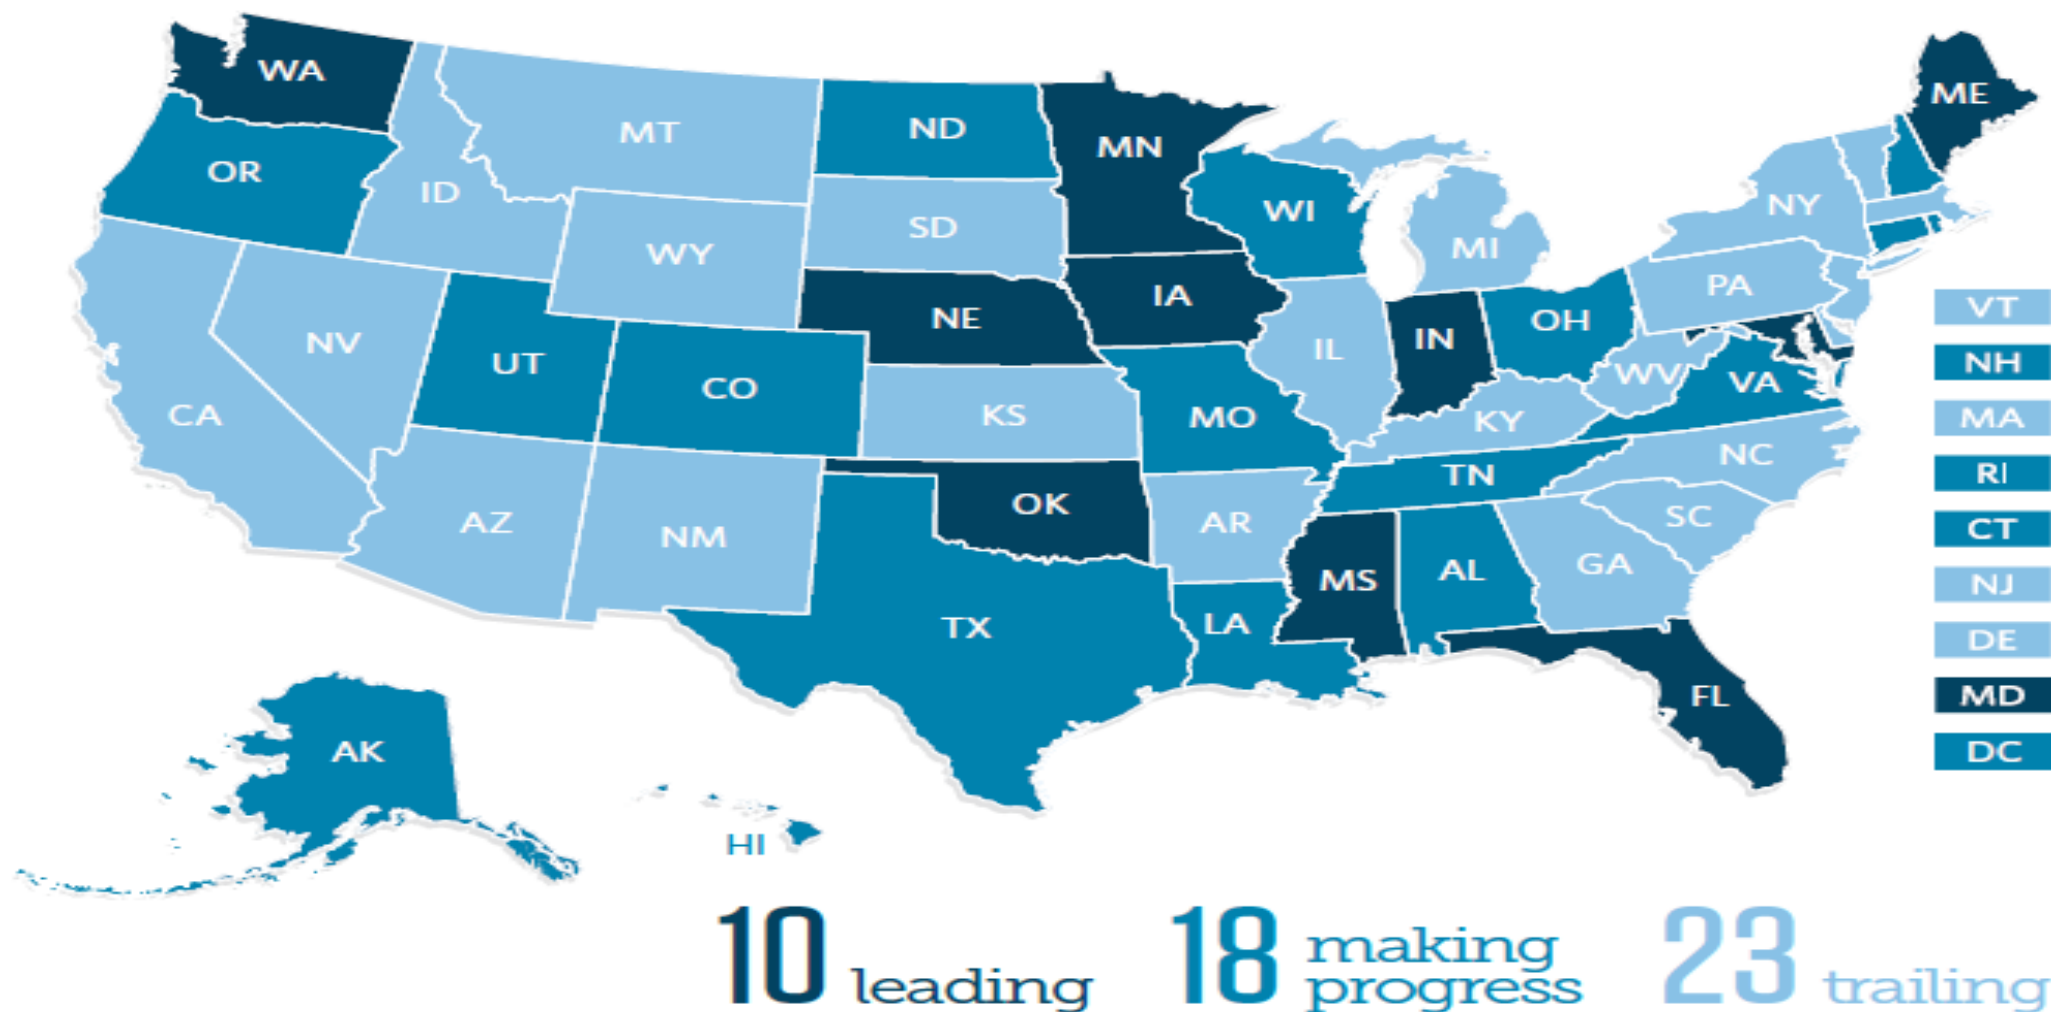 WA
ME
MT
ND
MN
OR
ID
NY
WI
SD
MI
WY
PA
IA
VT
NE
OH
IN
NV
IL
UT
NH
WV
VA
CO
CA
KS
MO
MA
KY
NC
RI
TN
OK
SC
AZ
AR
NM
CT
GA
MS
AL
NJ
TX
LA
DE
FL
MD
AK
DC
HI
10 leading
18 making
progress
23 trailing